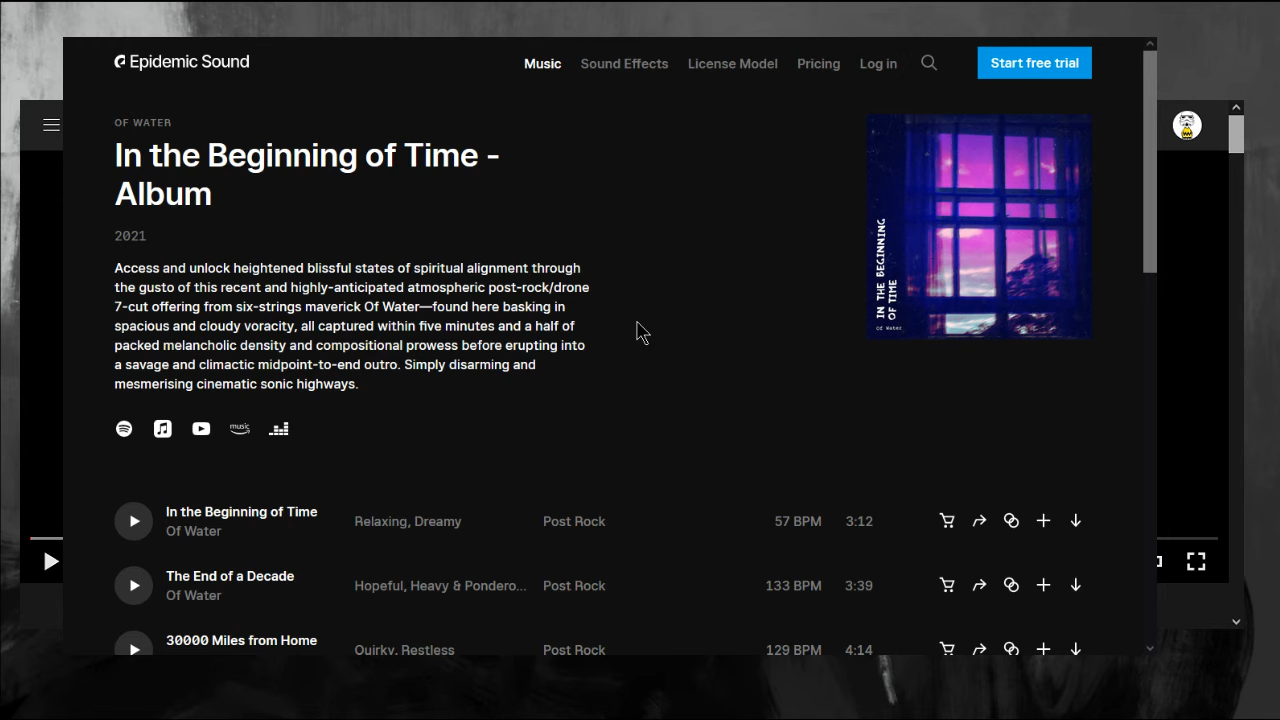 Epidemic Sound
Music Sound Effects License Model Pricing Log in Start free trial
OF WATER
In the Beginning of Time -
Album
2021
Access and unlock heightened blissful states of spiritual alignment through
the gusto of this recent and highly-anticipated atmospheric post-rock/drone
7-cut offering from six-strings maverick Of Water—found here basking in
spacious and cloudy voracity, all captured within five minutes and a half of
packed melancholic density and compositional prowess before erupting into
a savage and climactic midpoint-to-end outro. Simply disarming and
mesmerising cinematic sonic highways.
IN THE BEGINNING
OF TIME
Of Water
music
In the Beginning of Time
Of Water
Relaxing, Dreamy Post Rock 57 BPM 3:12
The End of a Decade
Of Water
Hopeful, Heavy & Pondero... Post Rock 133 BPM 3:39
30000 Miles from Home
Quirky, Restless Post Rock 129 BPM 4:14